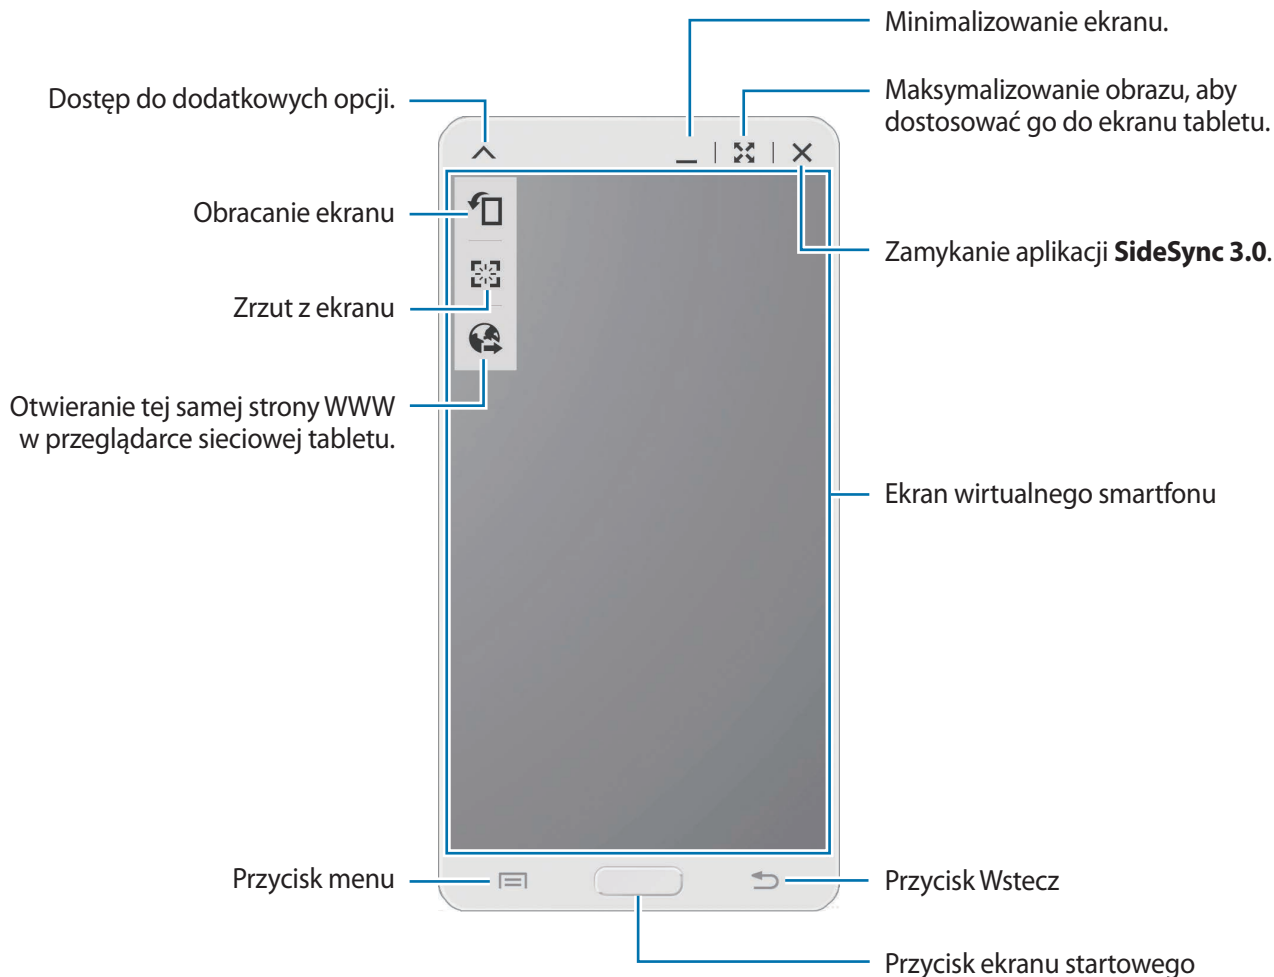 Minimalizowanie ekranu.
Dostęp do dodatkowych opcji.
Maksymalizowanie obrazu, aby
dostosować go do ekranu tabletu.
Obracanie ekranu
Zamykanie aplikacji SideSync 3.0.
Zrzut z ekranu
Otwieranie tej samej strony WWW
w przeglądarce sieciowej tabletu.
Ekran wirtualnego smartfonu
Przycisk menu
Przycisk Wstecz
Przycisk ekranu startowego